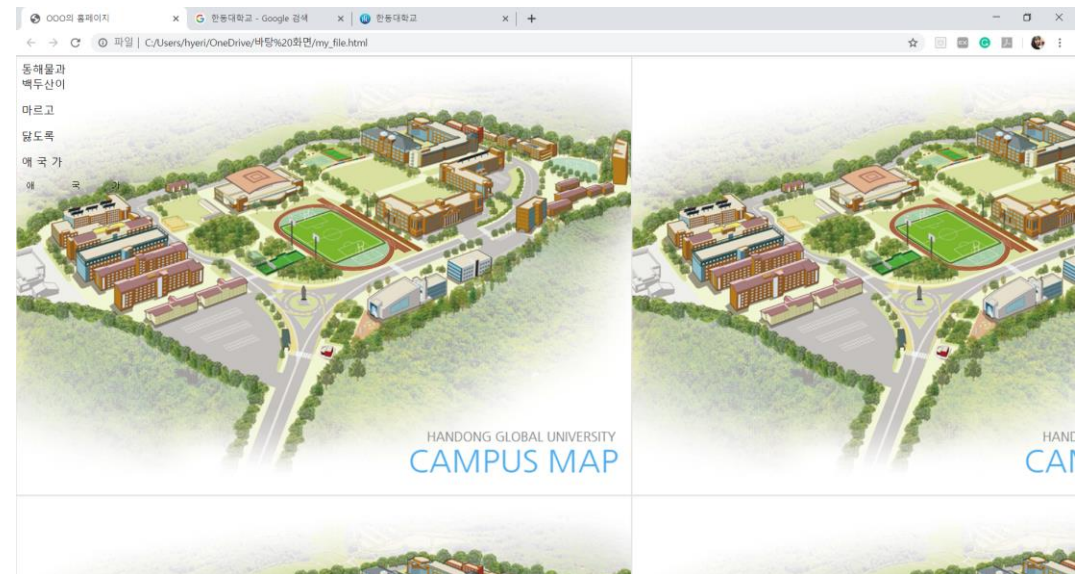 OOO의 홈페이지
한동대학교 - Google 검색
한동대학교
파일 | C:/Users/hyeri/OneDrive/바탕%20화면/my_file.html
동해물과
백두산이
마르고
닳도록
애 국 가
애 국 가
HANDONG GLOBAL UNIVERSITY
CAMPUS MAP
HAND
CAM